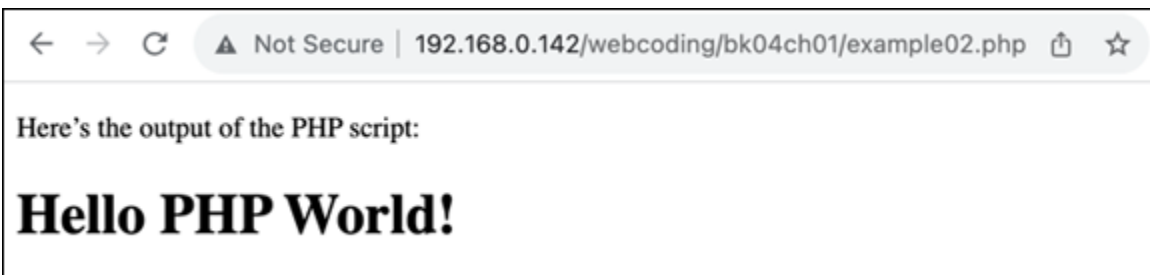 Not Secure | 192.168.0.142/webcoding/bk04ch01/example02.php
Here’s the output of the PHP script:
Hello PHP World!